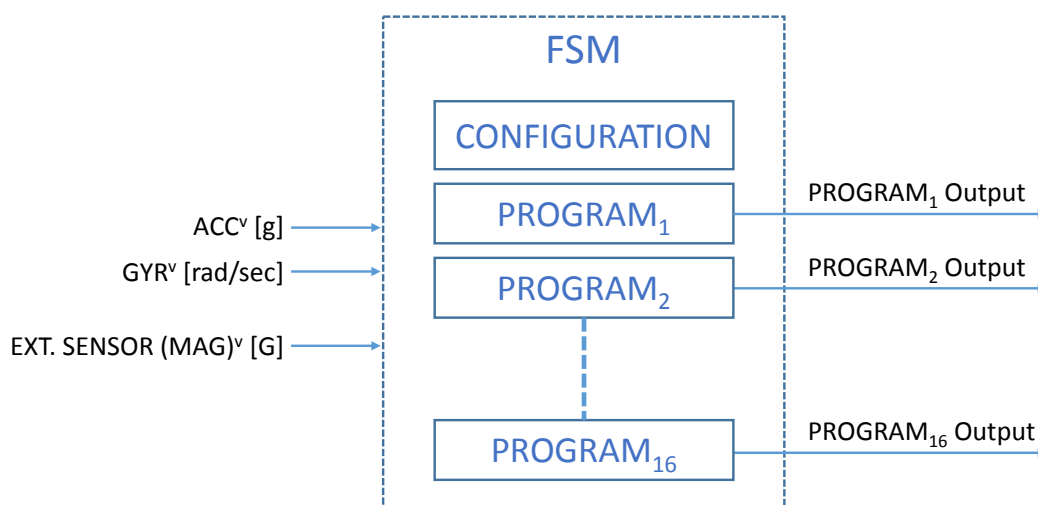 FSM
CONFIGURATION
PROGRAM₁
PROGRAM₁ Output
ACCᵛ [g]
GYRᵛ [rad/sec]
PROGRAM₂
PROGRAM₂ Output
EXT. SENSOR (MAG)ᵛ [G]
PROGRAM₁₆
PROGRAM₁₆ Output